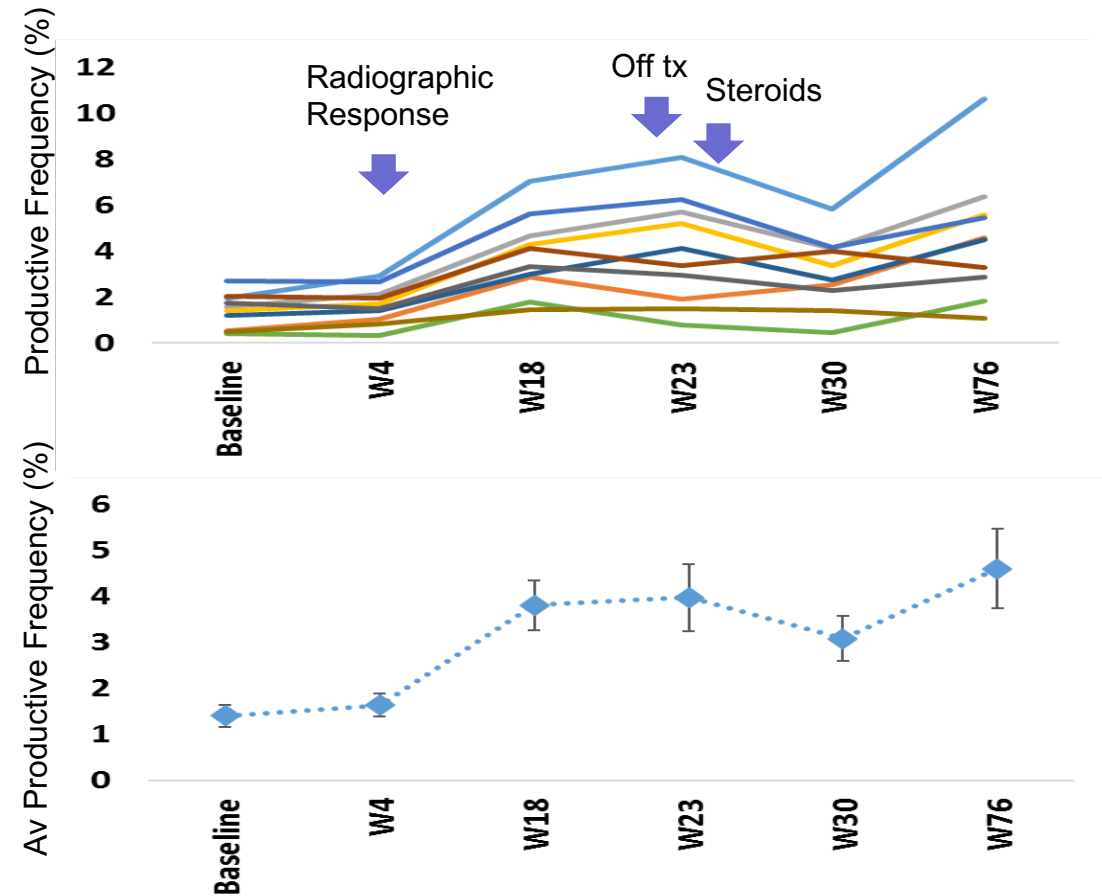 Productive Frequency (%)
12
10
8
6
4
2
0
Radiographic
Response
Off tx
Steroids
Baseline
W4
W18
W23
W30
W76
Av Productive Frequency (%)
6
5
4
3
2
1
0
Baseline
W4
W18
W23
W30
W76